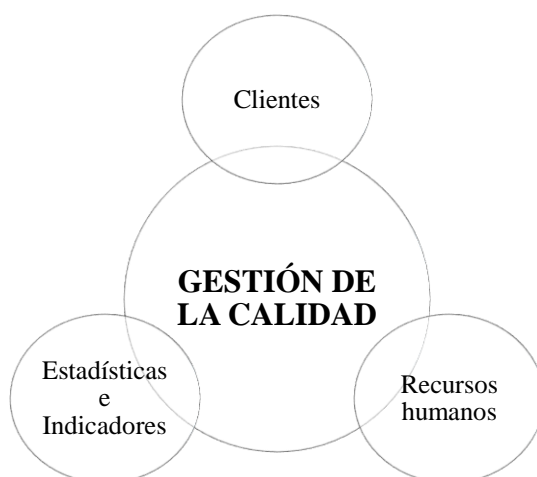 Clientes
GESTIÓN DE
LA CALIDAD
Estadísticas
e
Indicadores
Recursos
humanos